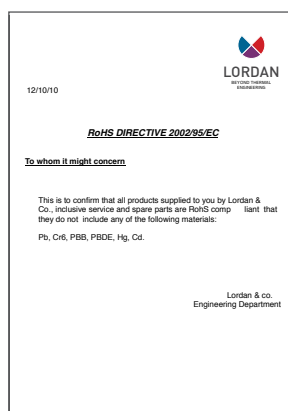 LORDAN
BEYOND THERMAL
ENGINEERING
12/10/10
RoHS DIRECTIVE 2002/95/EC
To whom it might concern
This is to confirm that all products supplied to you by Lordan &
Co., inclusive service and spare parts are RohS comp liant that
they do not include any of the following materials:
Pb, Cr6, PBB, PBDE, Hg, Cd.
Lordan & co.
Engineering Department